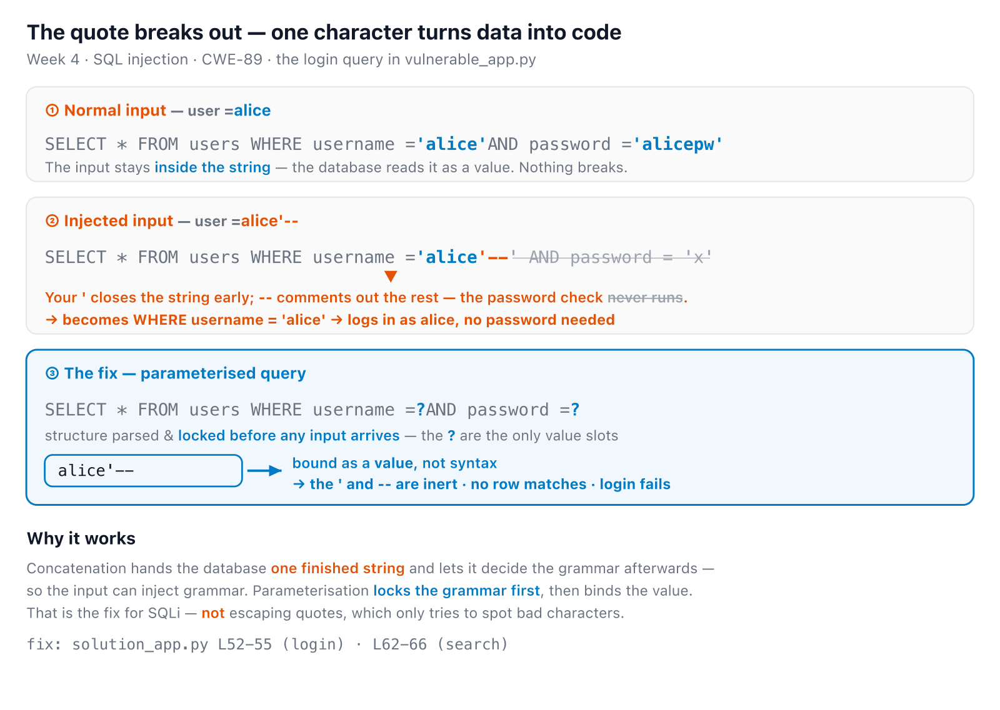 The quote breaks out — one character turns data into code
Week 4 · SQL injection · CWE-89 · the login query in vulnerable_app.py
① Normal input — user =alice
SELECT * FROM users WHERE username ='alice'AND password ='alicepw'
The input stays inside the string — the database reads it as a value. Nothing breaks.
② Injected input — user =alice'--
SELECT * FROM users WHERE username ='alice'--' AND password = 'x'
Your ' closes the string early; -- comments out the rest — the password check never runs.
→ becomes WHERE username = 'alice' → logs in as alice, no password needed
③ The fix — parameterised query
SELECT * FROM users WHERE username =?AND password =?
structure parsed & locked before any input arrives — the ? are the only value slots
alice'--
bound as a value, not syntax
→ the ' and -- are inert · no row matches · login fails
Why it works
Concatenation hands the database one finished string and lets it decide the grammar afterwards —
so the input can inject grammar. Parameterisation locks the grammar first, then binds the value.
That is the fix for SQLi — not escaping quotes, which only tries to spot bad characters.
fix: solution_app.py L52–55 (login) · L62–66 (search)